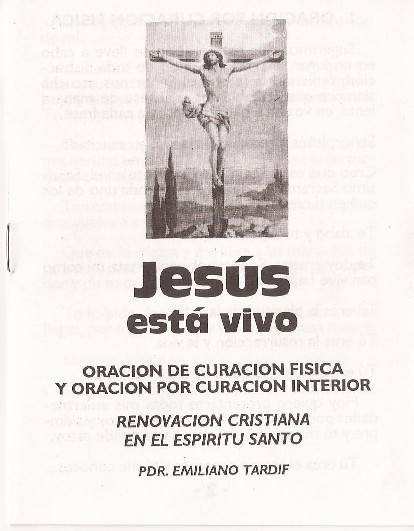 Jesús
está vivo
ORACION DE CURACION FISICA
Y ORACION POR CURACION INTERIOR
RENOVACION CRISTIANA
EN EL ESPIRITU SANTO
PDR. EMILIANO TARDIF